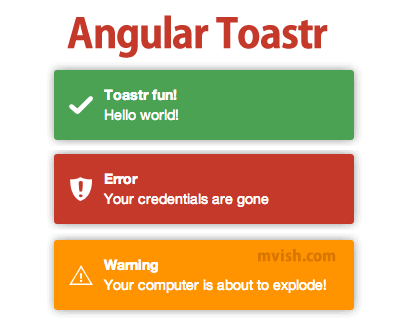 Angular Toastr
Toastr fun!
Hello world!
Error
Your credentials are gone
mvish.com
Warning
Your computer is about to explode!